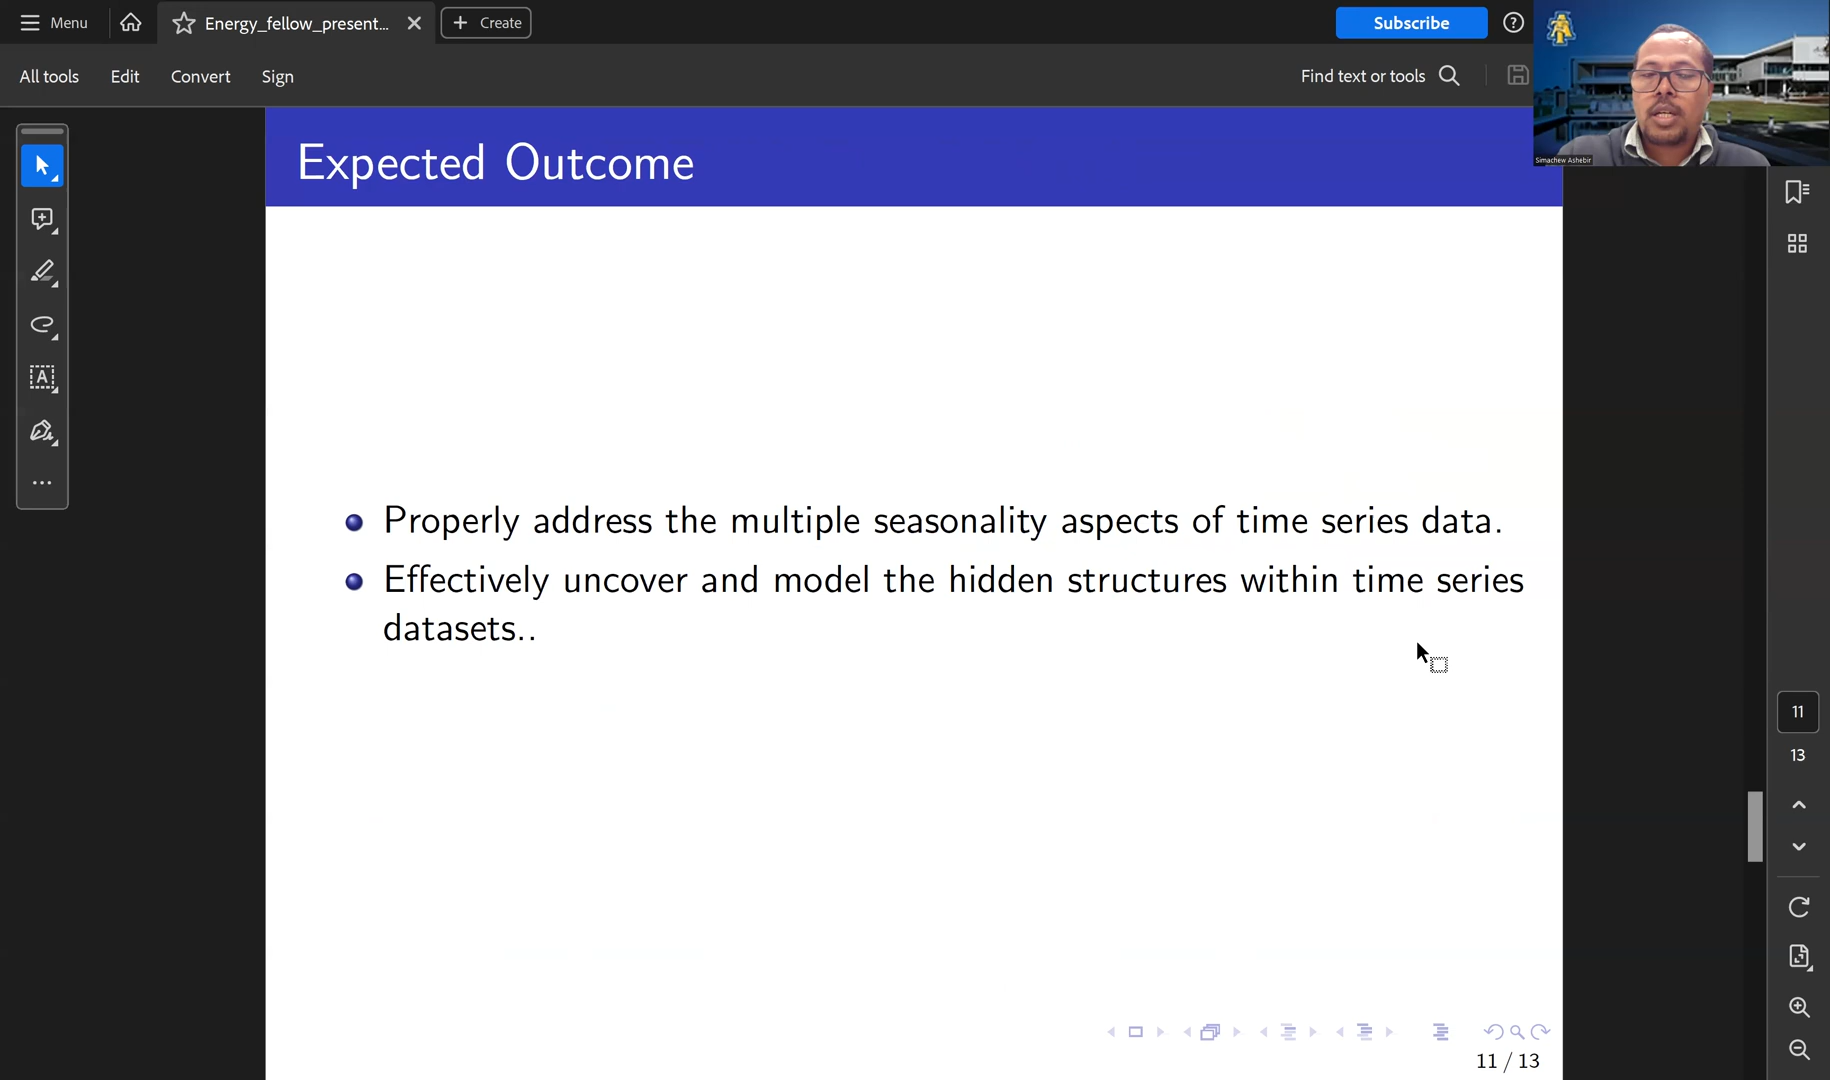 Menu
Energy_fellow_present...
Create
Subscribe
All tools
Edit
Convert
Sign
Find text or tools
Simachew Ashebir
Expected Outcome
Properly address the multiple seasonality aspects of time series data.
Effectively uncover and model the hidden structures within time series
datasets..
11
13
11 / 13